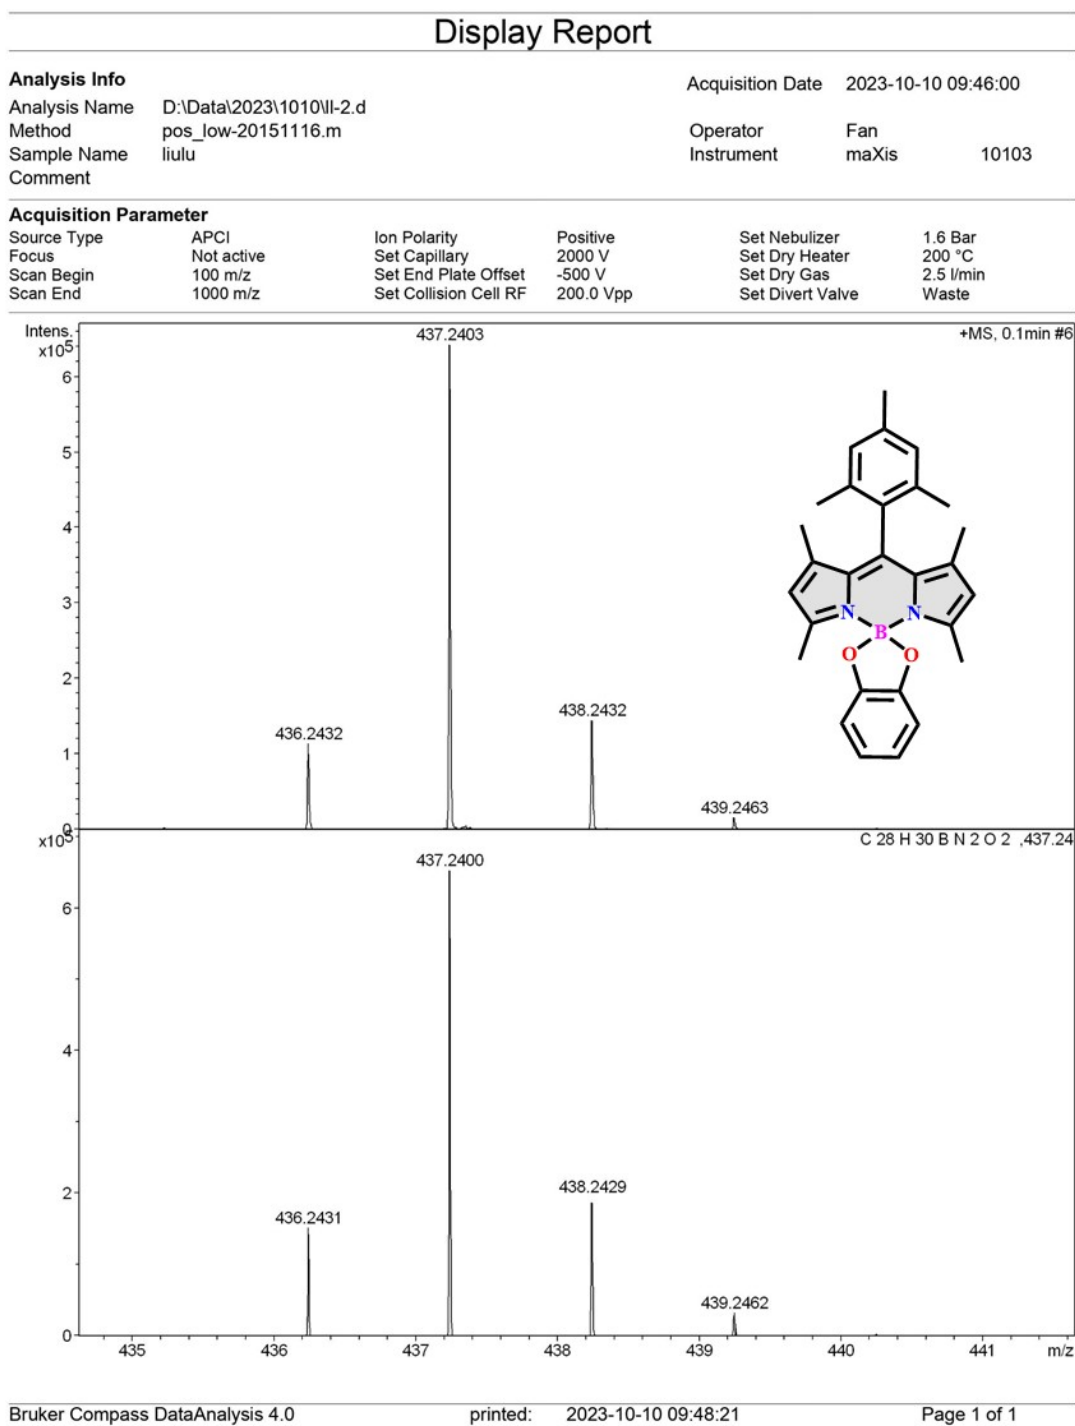 Display Report
Analysis Info
Acquisition Date 2023-10-10 09:46:00
Analysis Name D:\Data\2023\1010\ll-2.d
Method pos_low-20151116.m
Operator Fan
Sample Name liulu
Instrument maXis 10103
Comment
Acquisition Parameter
Source Type APCI Ion Polarity Positive Set Nebulizer 1.6 Bar
Focus Not active Set Capillary 2000 V Set Dry Heater 200 °C
Scan Begin 100 m/z Set End Plate Offset -500 V Set Dry Gas 2.5 l/min
Scan End 1000 m/z Set Collision Cell RF 200.0 Vpp Set Divert Valve Waste
Intens.
x105
+MS, 0.1min #6
437.2403
6
5
4
3
2
1
0
436.2432
438.2432
439.2463
N N
B
O O
x105
C 28 H 30 B N 2 O 2 ,437.24
437.2400
6
4
2
0
436.2431
438.2429
439.2462
435 436 437 438 439 440 441 m/z
Bruker Compass DataAnalysis 4.0 printed: 2023-10-10 09:48:21 Page 1 of 1